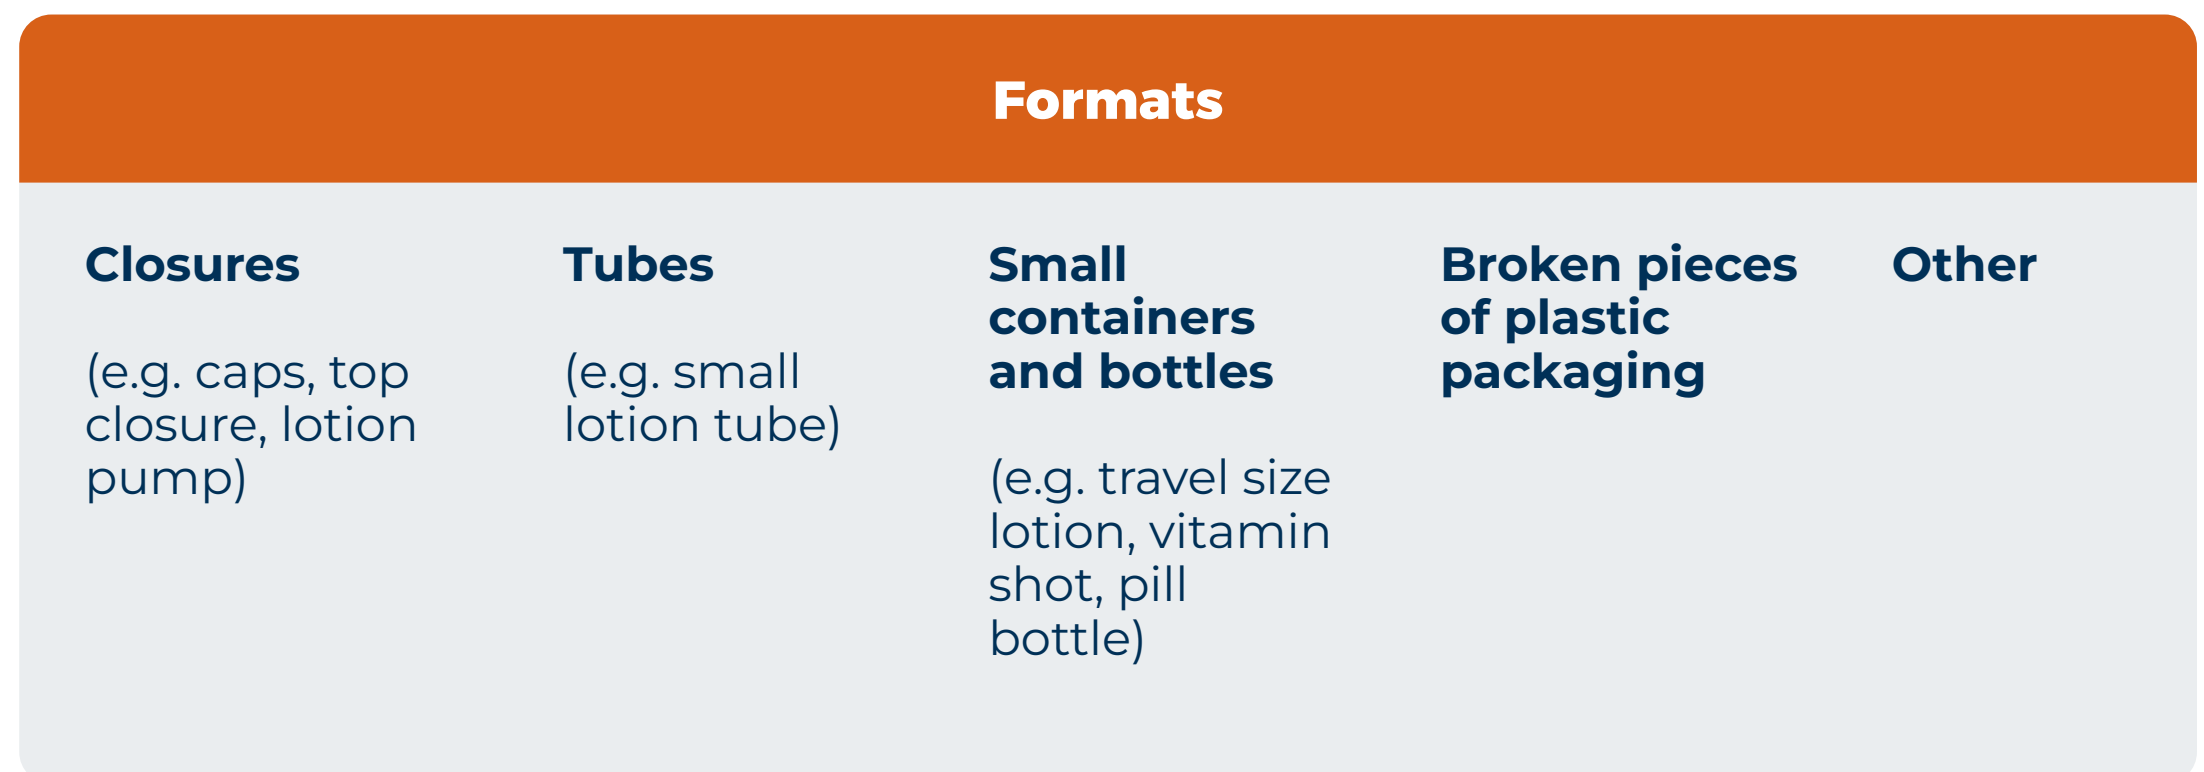 Formats
Closures
(e.g. caps, top
closure, lotion
pump)
Tubes
(e.g. small
lotion tube)
Small
containers
and bottles
(e.g. travel size
lotion, vitamin
shot, pill
bottle)
Broken pieces
of plastic
packaging
Other